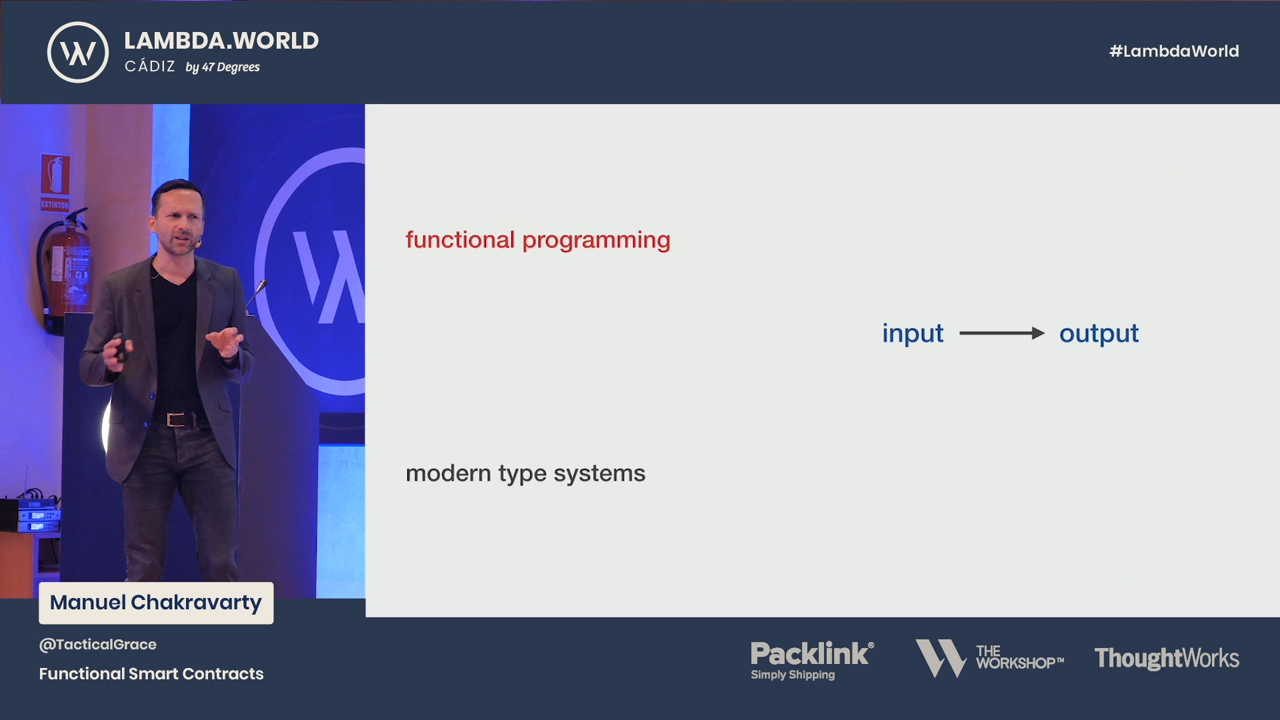 LAMBDA.WORLD
CÁDIZ by 47 Degrees
#LambdaWorld
EXTINTOR
functional programming
input → output
modern type systems
Manuel Chakravarty
@TacticalGrace
Functional Smart Contracts
Packlink®
Simply Shipping
THE
WORKSHOP™
ThoughtWorks